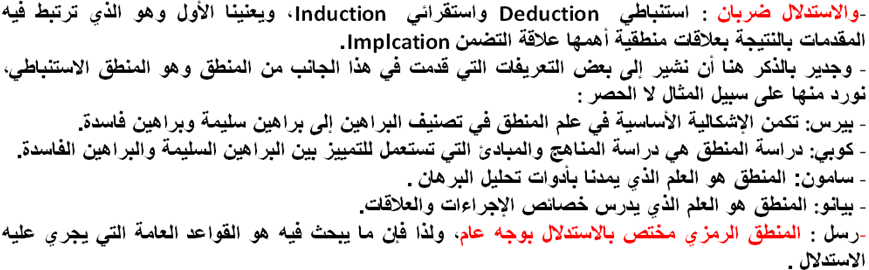 -والاستدلال ضربان : استنباطي Deduction واستقرائي Induction، ويعنينا الأول وهو الذي ترتبط فيه
المقدمات بالنتيجة بعلاقات منطقية أهمها علاقة التضمن Implcation.
- وجدير بالذكر هنا أن نشير إلى بعض التعريفات التي قدمت في هذا الجانب من المنطق وهو المنطق الاستنباطي،
نورد منها على سبيل المثال لا الحصر :
- بيرس: تكمن الإشكالية الأساسية في علم المنطق في تصنيف البراهين إلى براهين سليمة وبراهين فاسدة.
- كوبي: دراسة المنطق هي دراسة المناهج والمبادئ التي تستعمل للتمييز بين البراهين السليمة والبراهين الفاسدة.
- سامون: المنطق هو العلم الذي يمدنا بأدوات تحليل البرهان .
- بيانو: المنطق هو العلم الذي يدرس خصائص الإجراءات والعلاقات.
-رسل : المنطق الرمزي مختص بالاستدلال بوجه عام، ولذا فإن ما يبحث فيه هو القواعد العامة التي يجري عليه
الاستدلال .